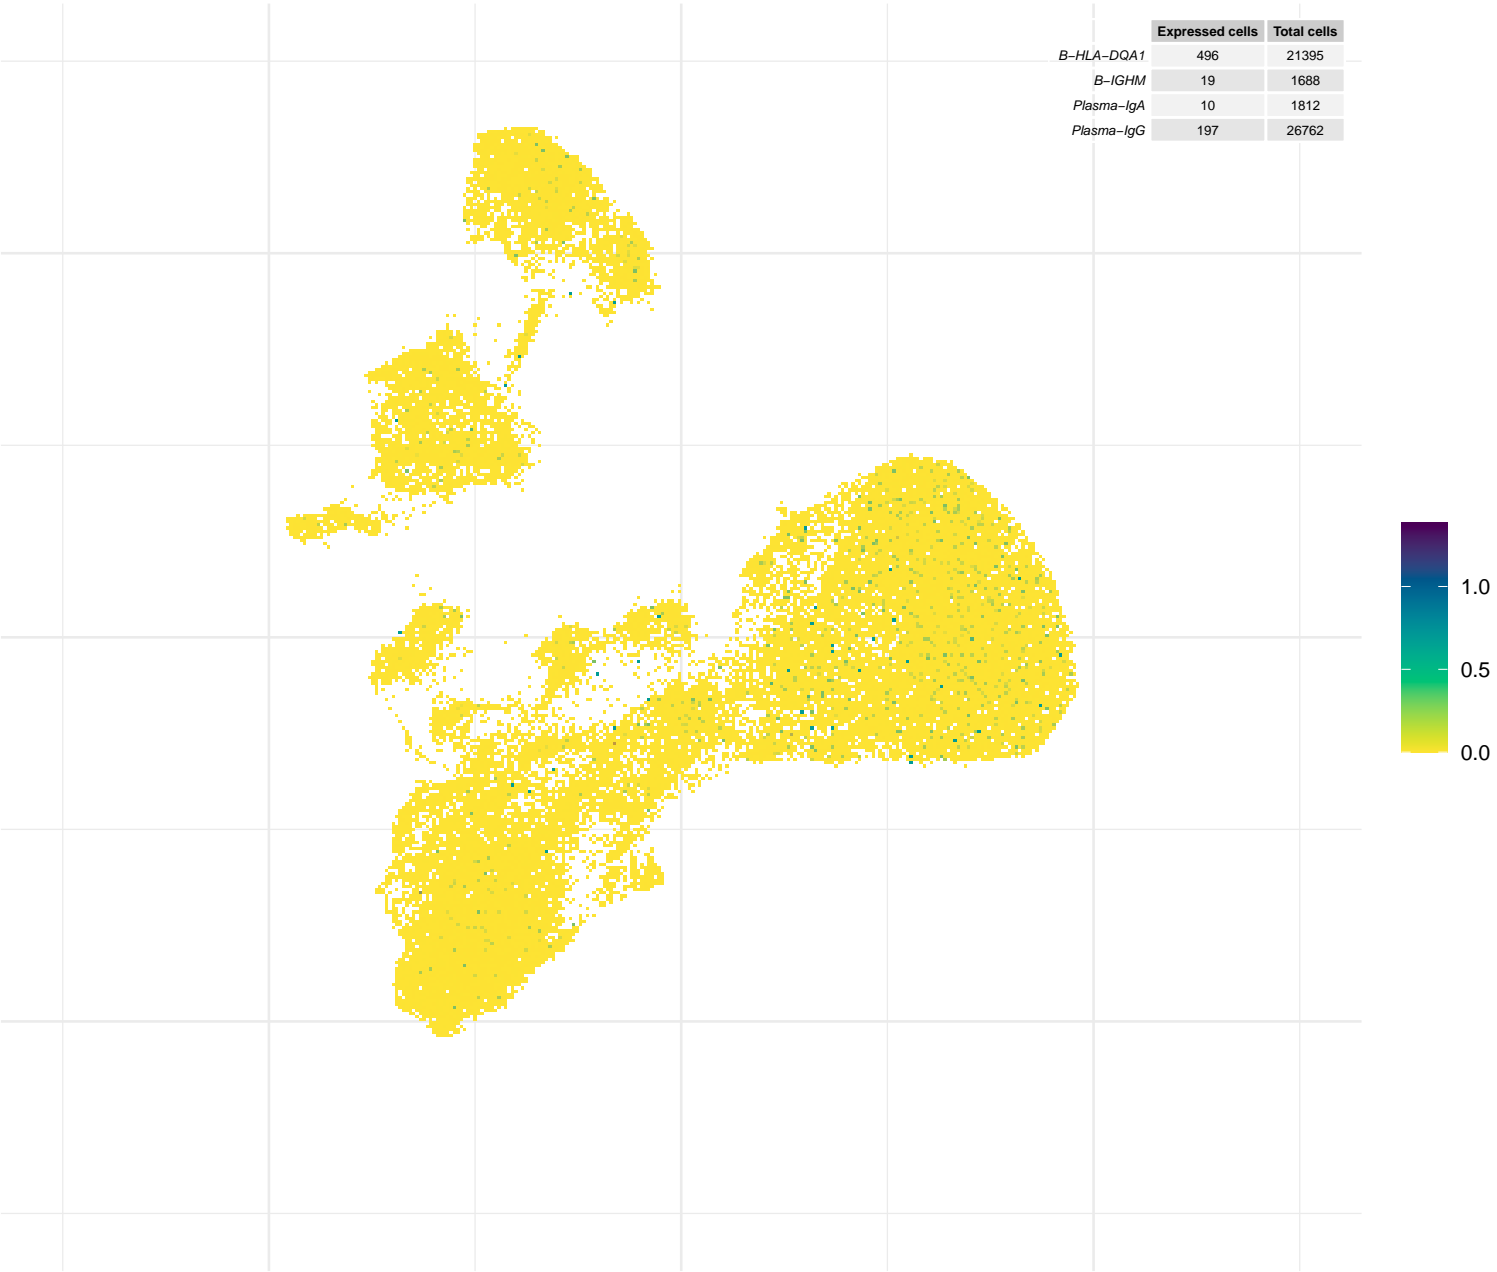 Expressed cells Total cells
B−HLA−DQA1 496 21395
B−IGHM 19 1688
Plasma−IgA 10 1812
Plasma−IgG 197 26762
1.0
0.5
0.0